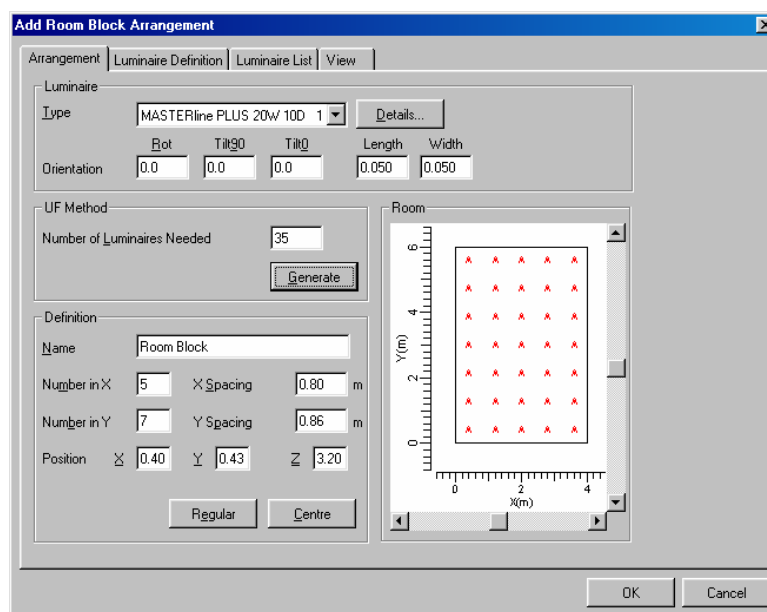 Add Room Block Arrangement
Arrangement Luminaire Definition Luminaire List View
Luminaire
Type MASTERline PLUS 20W 10D 1 Details...
Rot Tilt90 Tilt0 Length Width
Orientation 0.0 0.0 0.0 0.050 0.050
UF Method
Number of Luminaires Needed 35
Generate
Definition
Name Room Block
Number in X 5 X Spacing 0.80 m
Number in Y 7 Y Spacing 0.86 m
Position X 0.40 Y 0.43 Z 3.20
Regular Centre
Room
6
4
2
0
Y(m)
0 2 4
X(m)
A A A A A
A A A A A
A A A A A
A A A A A
A A A A A
A A A A A
A A A A A
OK Cancel